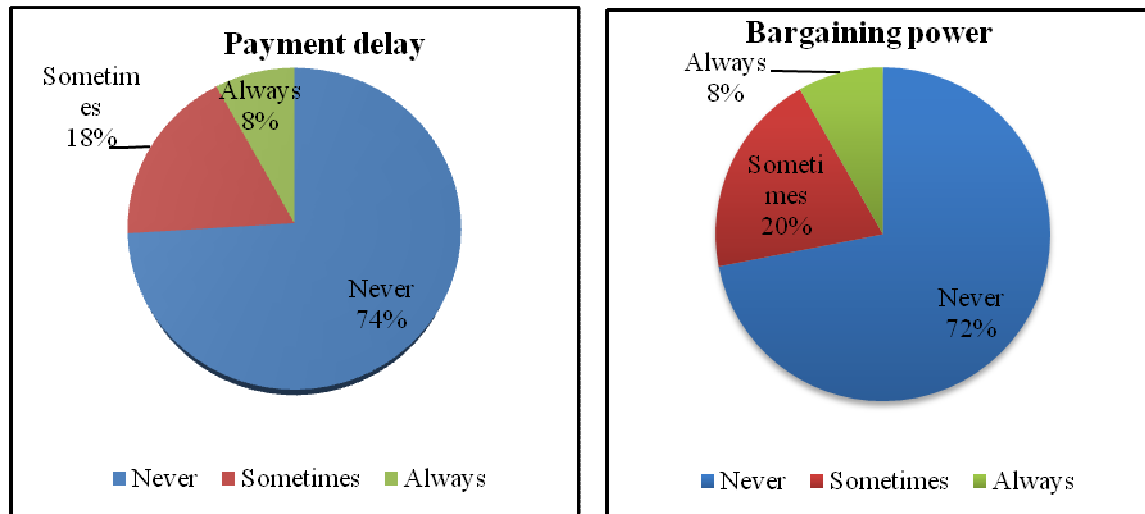 Payment delay
Sometim
es
18%
Always
8%
Never
74%
Never Sometimes Always
Bargaining power
Always
8%
Someti
mes
20%
Never
72%
Never Sometimes Always